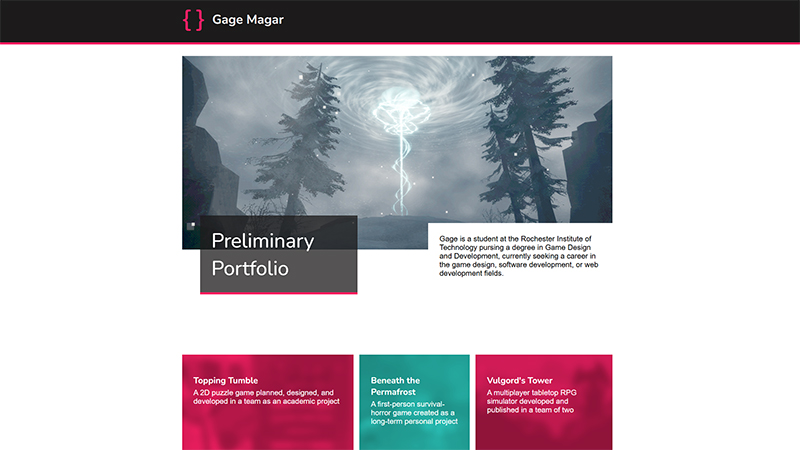 { } Gage Magar
Preliminary
Portfolio
Gage is a student at the Rochester Institute of
Technology pursing a degree in Game Design
and Development, currently seeking a career in
the game design, software development, or web
development fields.
Topping Tumble
A 2D puzzle game planned, designed, and
developed in a team as an academic project
Beneath the
Permafrost
A first-person survival-
horror game created as a
long-term personal project
Vulgord's Tower
A multiplayer tabletop RPG
simulator developed and
published in a team of two